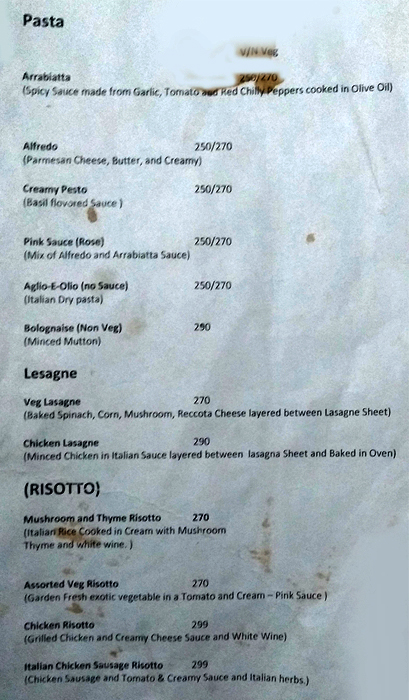 Pasta
V/N Veg
Arrabiatta 250/270
(Spicy Sauce made from Garlic, Tomato and Red Chilly Peppers cooked in Olive Oil)
Alfredo 250/270
(Parmesan Cheese, Butter, and Creamy)
Creamy Pesto 250/270
(Basil flovored Sauce )
Pink Sauce (Rose) 250/270
(Mix of Alfredo and Arrabiatta Sauce)
Aglio-E-Olio (no Sauce) 250/270
(Italian Dry pasta)
Bolognaise (Non Veg) 290
(Minced Mutton)
Lesagne
Veg Lasagne 270
(Baked Spinach, Corn, Mushroom, Reccota Cheese layered between Lasagne Sheet)
Chicken Lasagne 290
(Minced Chicken in Italian Sauce layered between lasagna Sheet and Baked in Oven)
(RISOTTO)
Mushroom and Thyme Risotto 270
(Italian Rice Cooked in Cream with Mushroom
Thyme and white wine. )
Assorted Veg Risotto 270
(Garden Fresh exotic vegetable in a Tomato and Cream – Pink Sauce )
Chicken Risotto 299
(Grilled Chicken and Creamy Cheese Sauce and White Wine)
Italian Chicken Sausage Risotto 299
(Chicken Sausage and Tomato & Creamy Sauce and Italian herbs.)